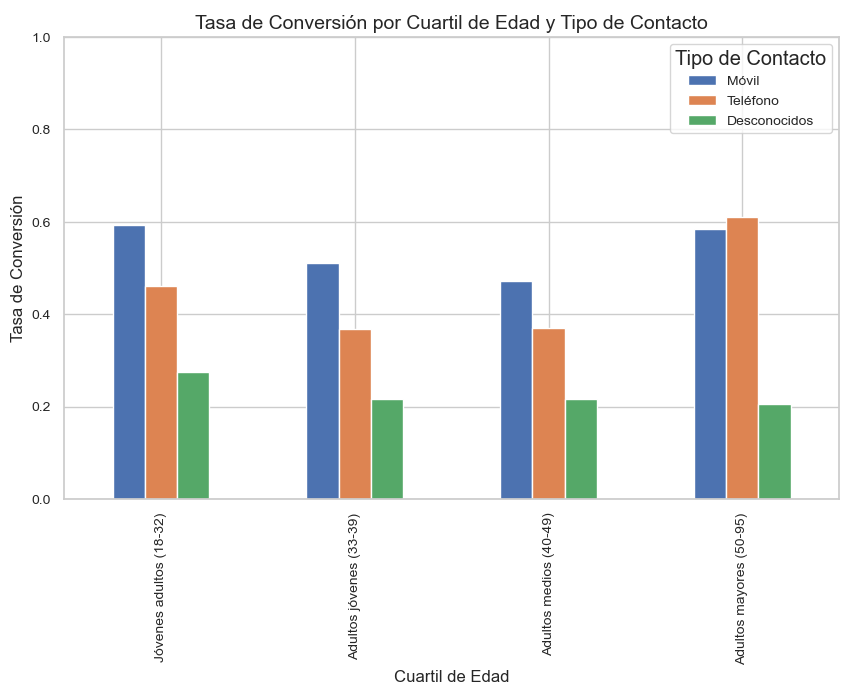 Tasa de Conversión por Cuartil de Edad y Tipo de Contacto
Tipo de Contacto
Móvil
Teléfono
Desconocidos
Tasa de Conversión
1.0
0.8
0.6
0.4
0.2
0.0
Jóvenes adultos (18-32)
Adultos jóvenes (33-39)
Adultos medios (40-49)
Adultos mayores (50-95)
Cuartil de Edad